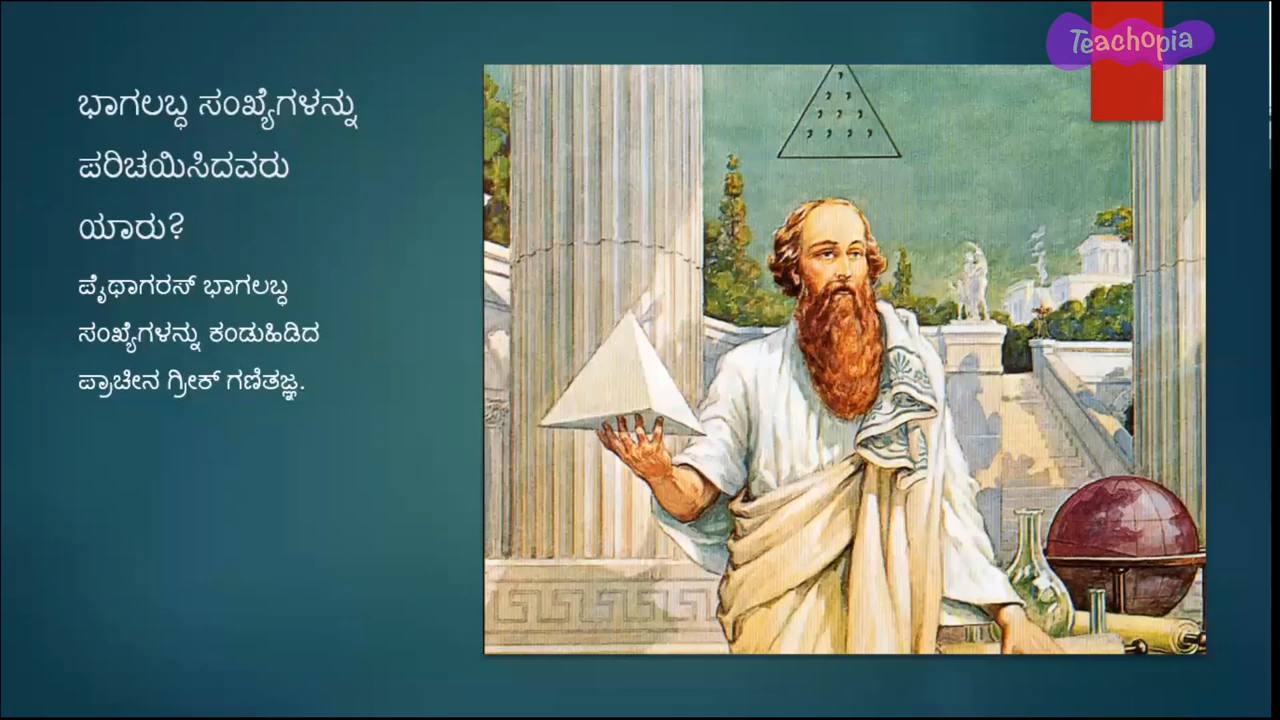 Teachopia
ಭಾಗಲಬ್ಧ ಸಂಖ್ಯೆಗಳನ್ನು
ಪರಿಚಯಿಸಿದವರು
ಯಾರು?
ಪೈಥಾಗರಸ್ ಭಾಗಲಬ್ಧ
ಸಂಖ್ಯೆಗಳನ್ನು ಕಂಡುಹಿಡಿದ
ಪ್ರಾಚೀನ ಗ್ರೀಕ್ ಗಣಿತಜ್ಞ.